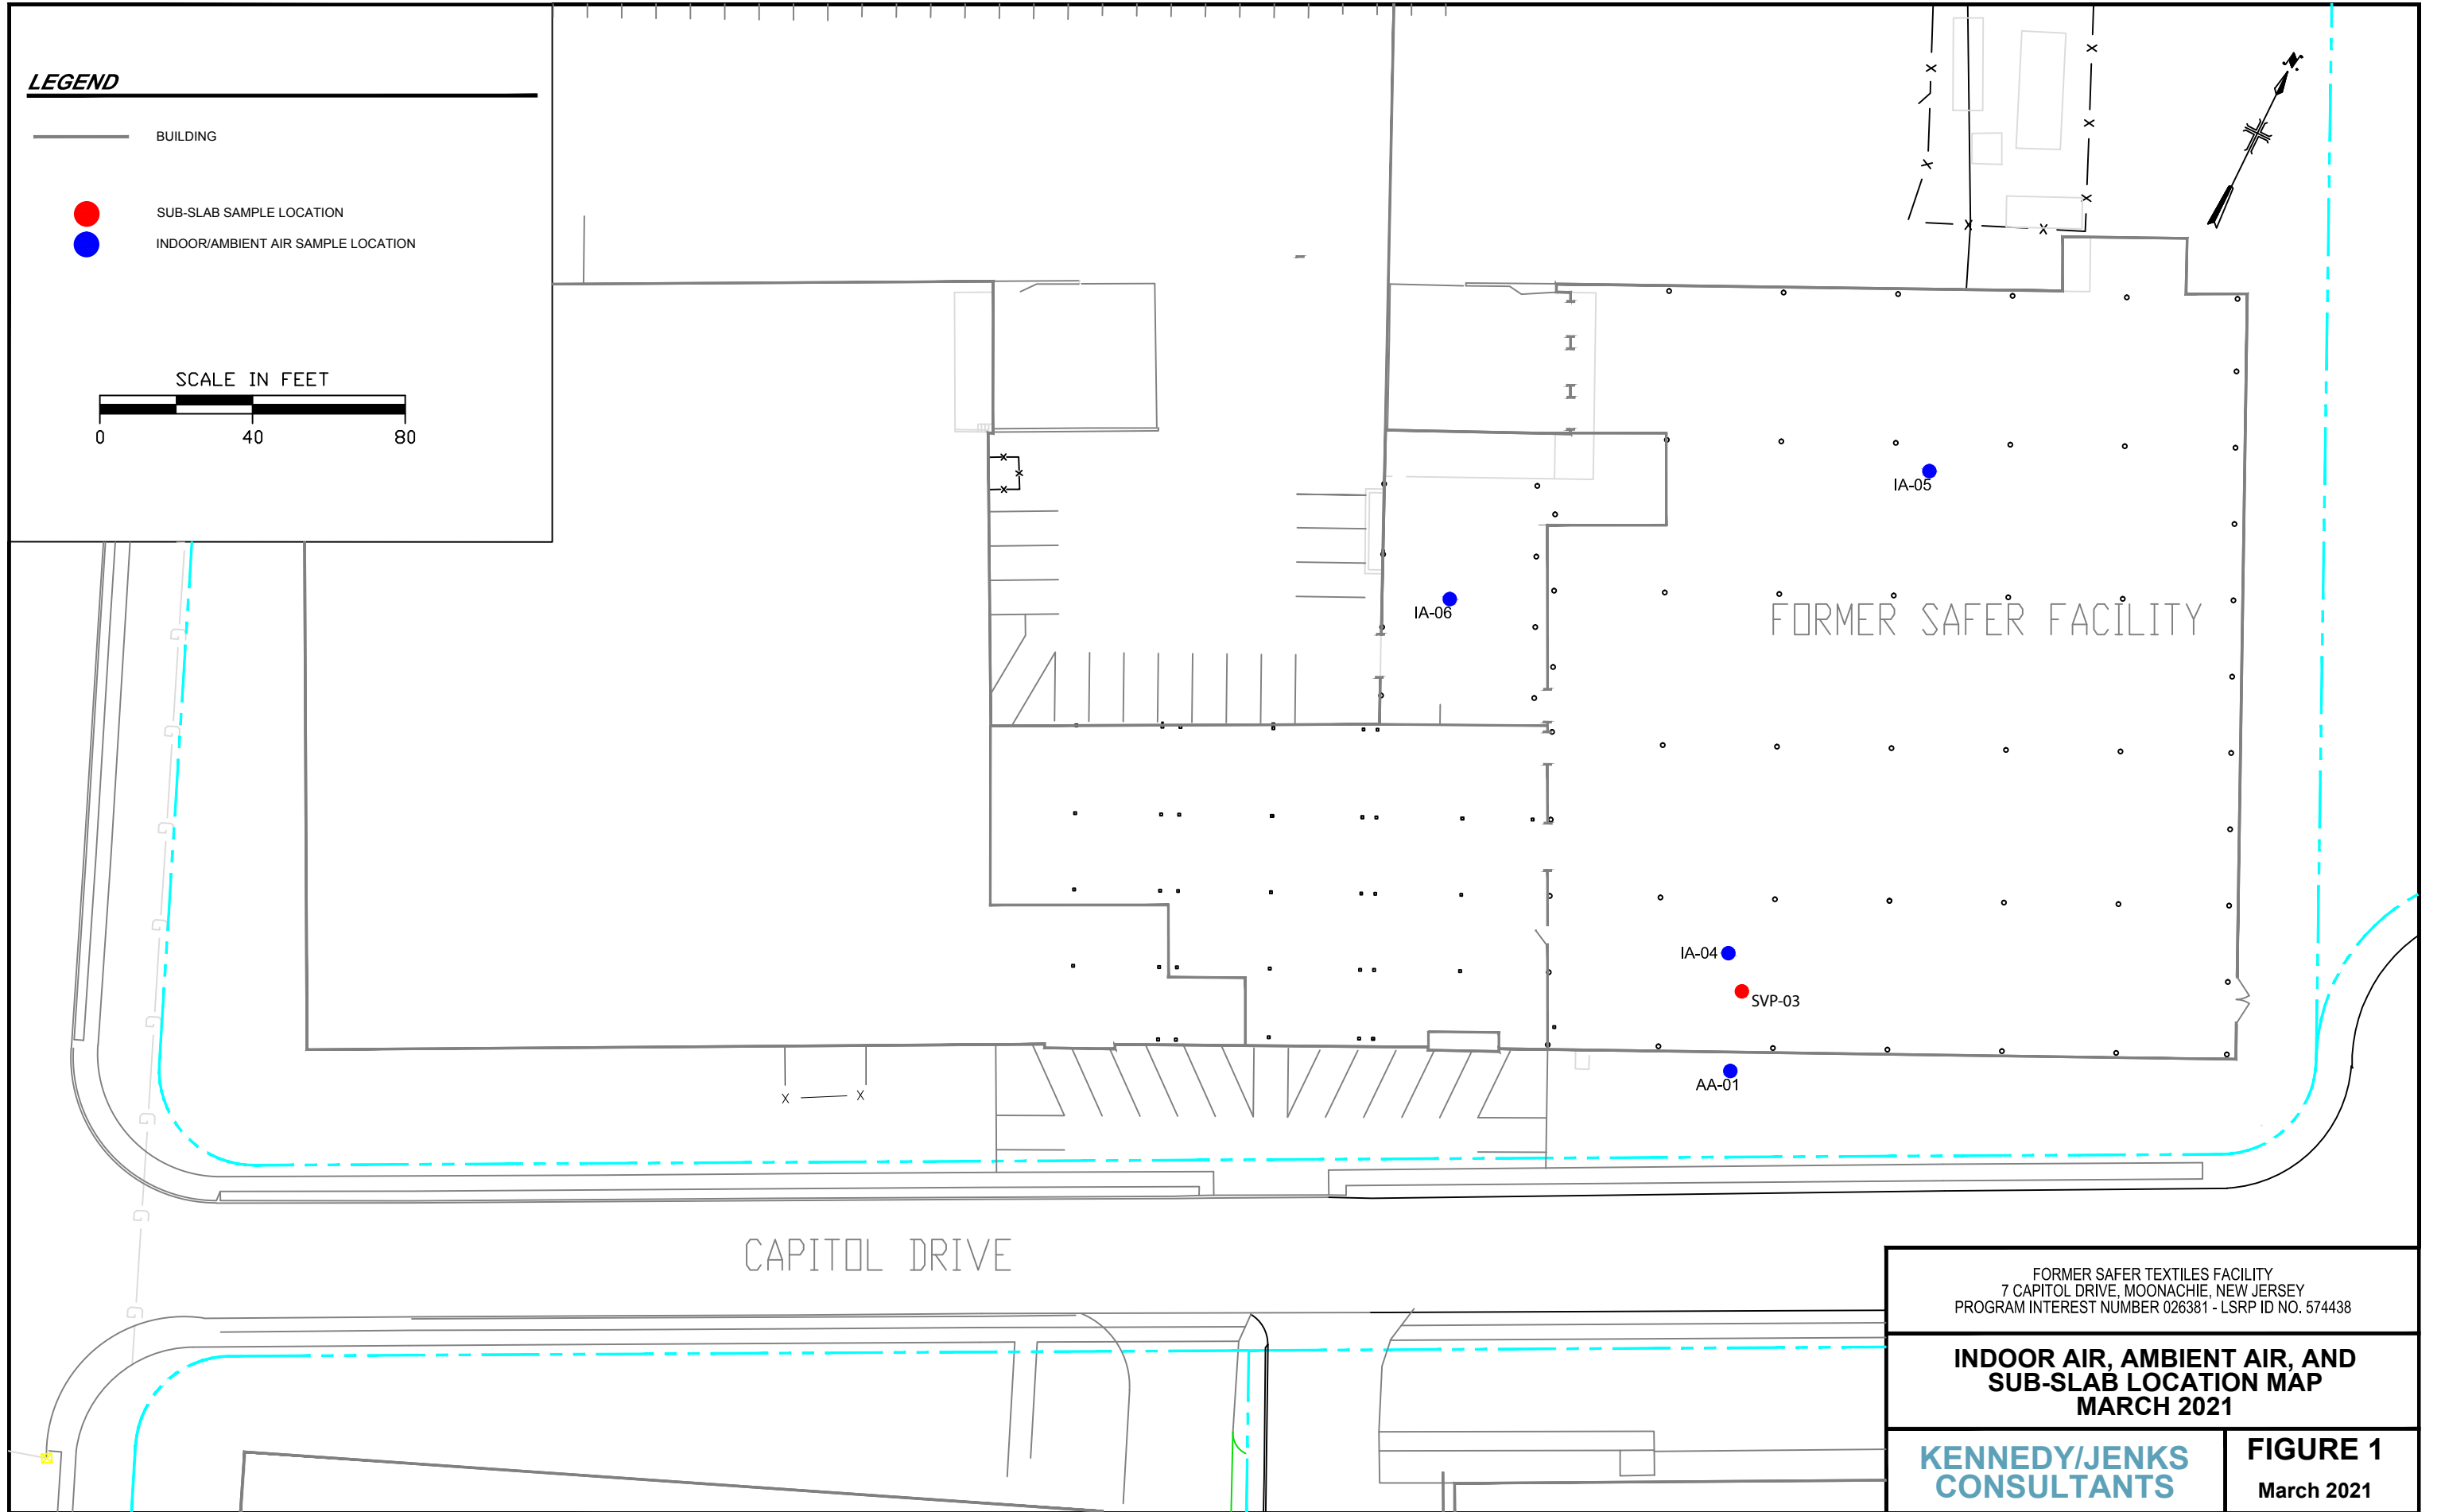 LEGEND
BUILDING
SUB-SLAB SAMPLE LOCATION
INDOOR/AMBIENT AIR SAMPLE LOCATION
SCALE IN FEET
0 40 80
N
X
X
X
X
X
X
X
X
X
X
X
X
IA-05
IA-06
FORMER SAFER FACILITY
IA-04
SVP-03
AA-01
X X
G
G
G
G
G
G
G
G
CAPITOL DRIVE
FORMER SAFER TEXTILES FACILITY
7 CAPITOL DRIVE, MOONACHIE, NEW JERSEY
PROGRAM INTEREST NUMBER 026381 - LSRP ID NO. 574438
INDOOR AIR, AMBIENT AIR, AND
SUB-SLAB LOCATION MAP
MARCH 2021
KENNEDY/JENKS
CONSULTANTS
FIGURE 1
March 2021